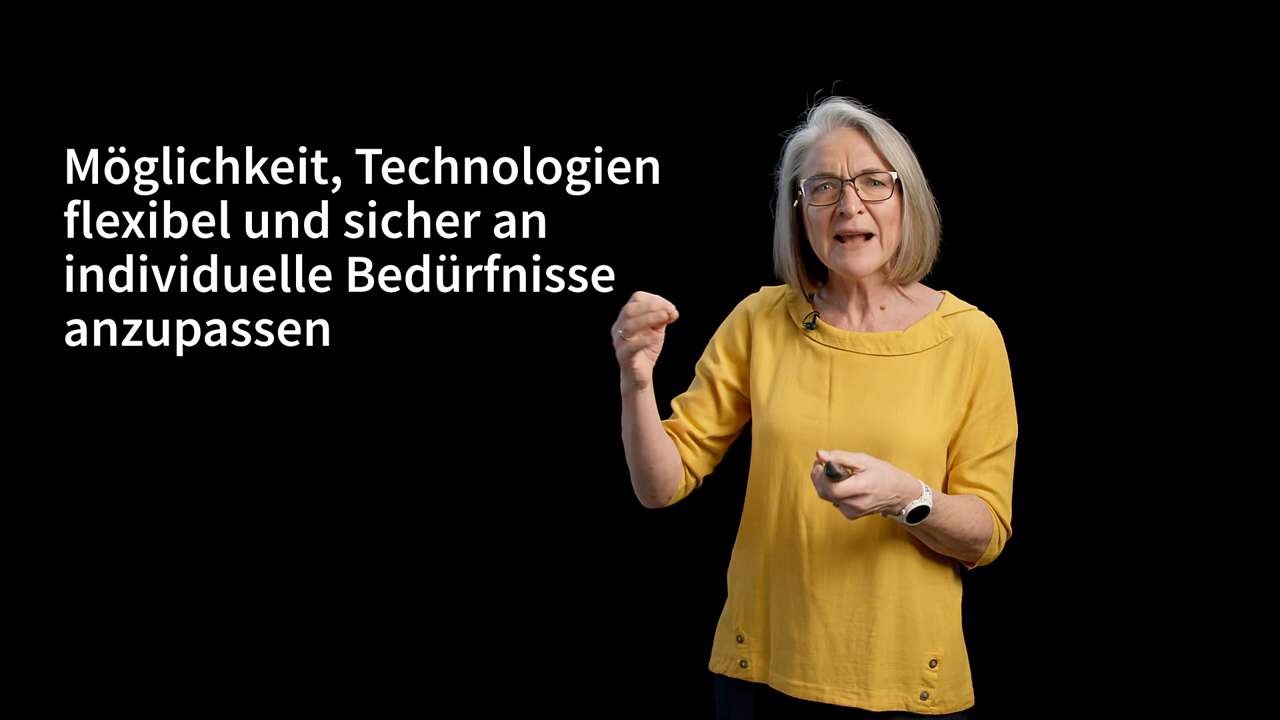 Möglichkeit, Technologien
flexibel und sicher an
individuelle Bedürfnisse
anzupassen